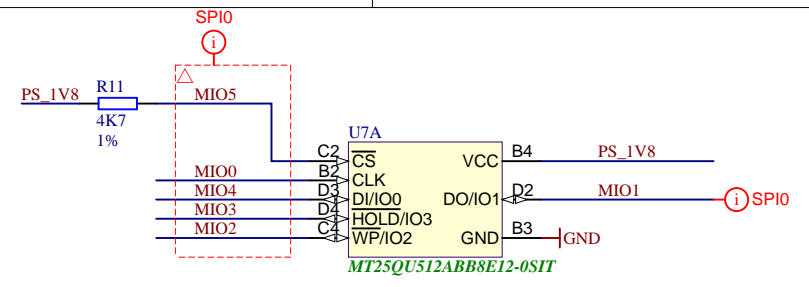 SPI0
i
PS_1V8
R11
4K7
1%
MIO5
U7A
C2
CS
VCC
B4
PS_1V8
MIO0
B2
CLK
MIO4
D3
DI/IO0
DO/IO1
D2
MIO1
i
SPI0
MIO3
D4
HOLD/IO3
MIO2
C4
WP/IO2
GND
B3
GND
MT25QU512ABB8E12-0SIT